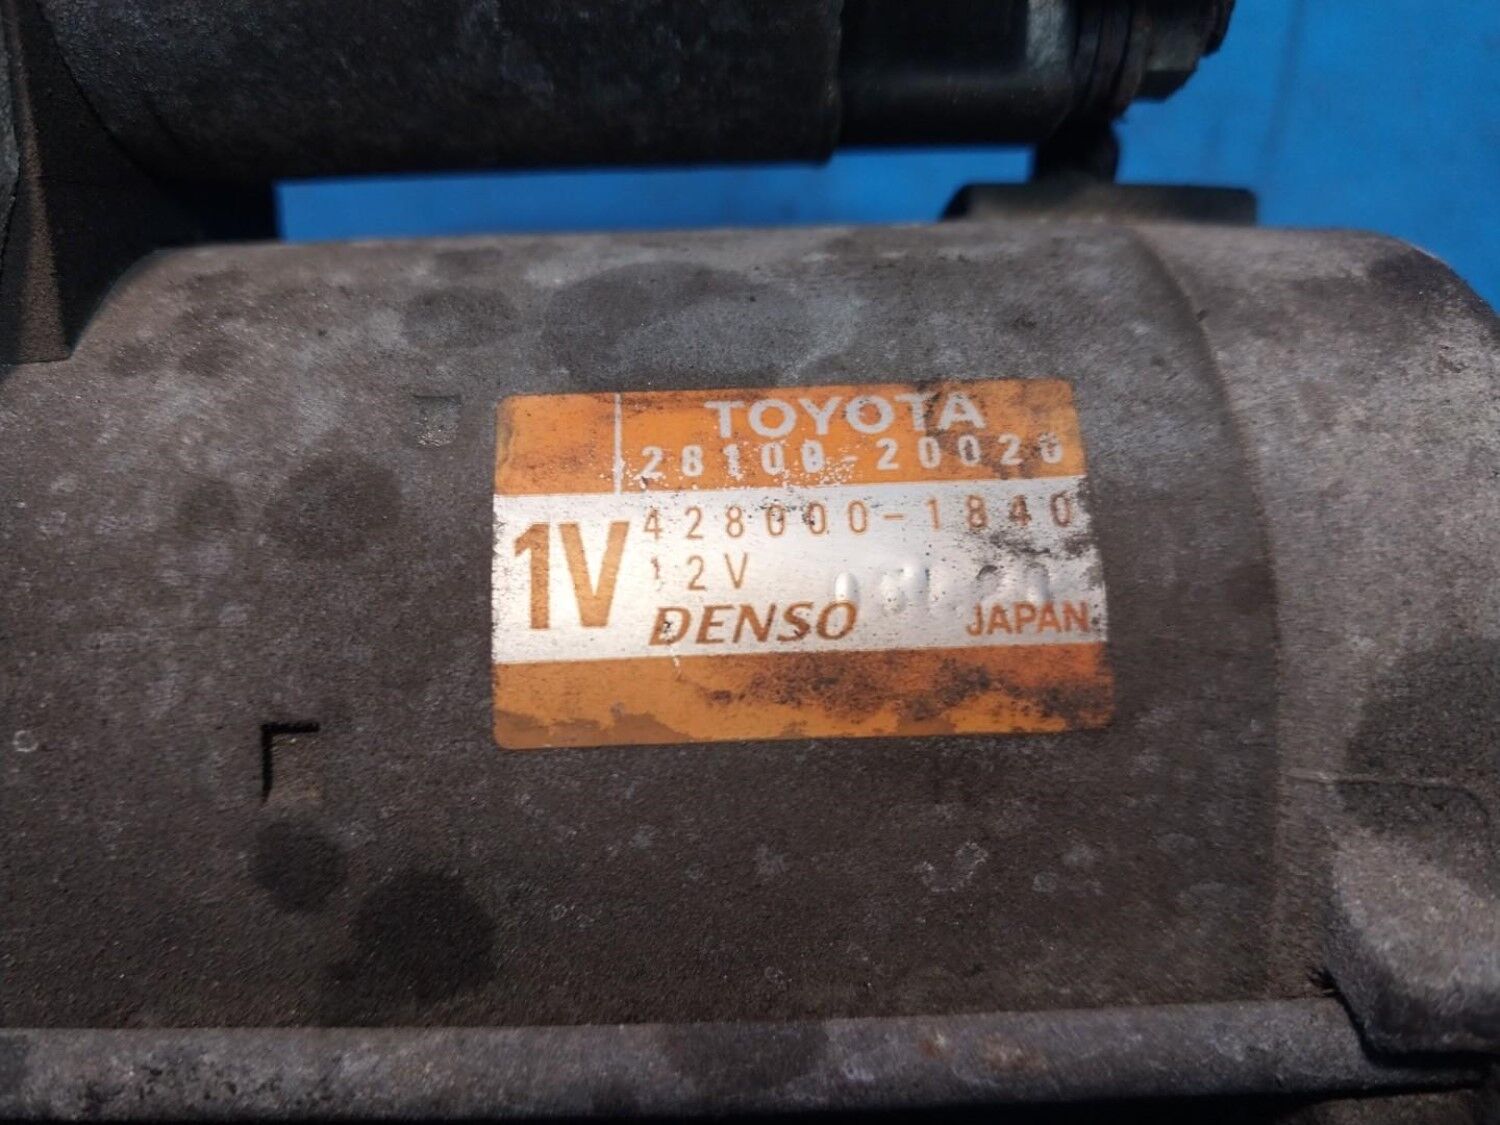 TOYOTA
28100-20020
1V
428000-1840
12V
DENSO
JAPAN